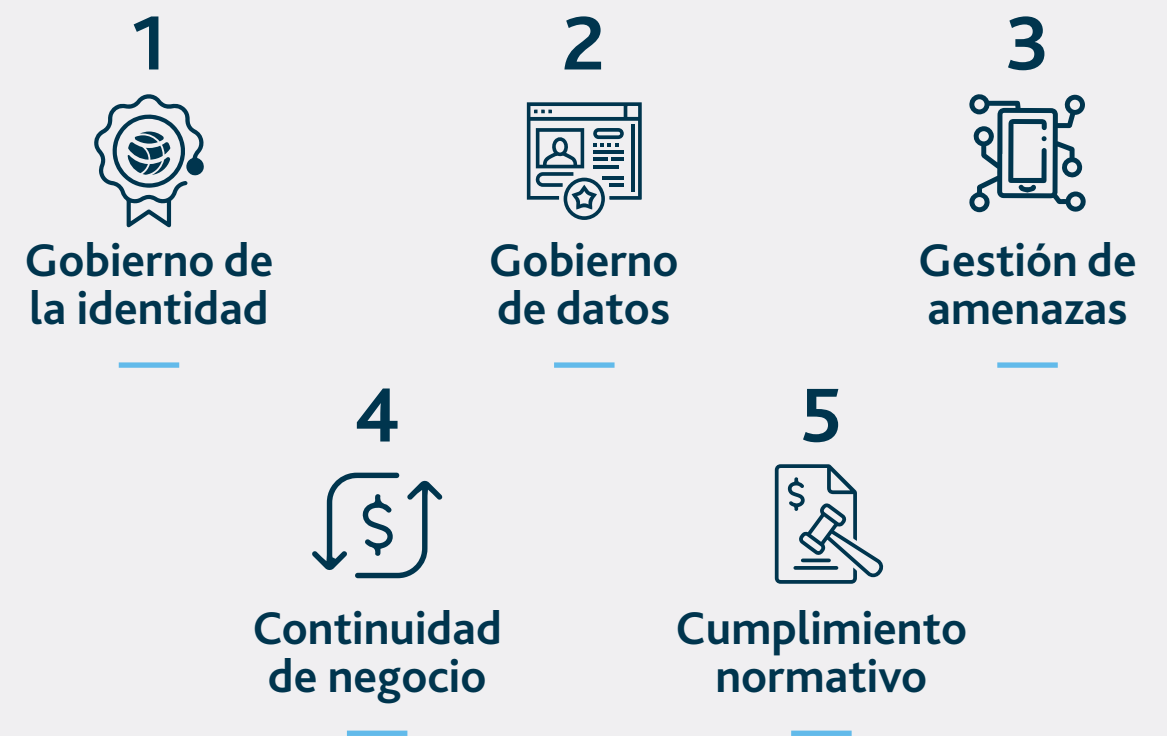 1
2
3
Gobierno de
la identidad
Gobierno
de datos
Gestión de
amenazas
4
5
$
$
Continuidad
de negocio
Cumplimiento
normativo